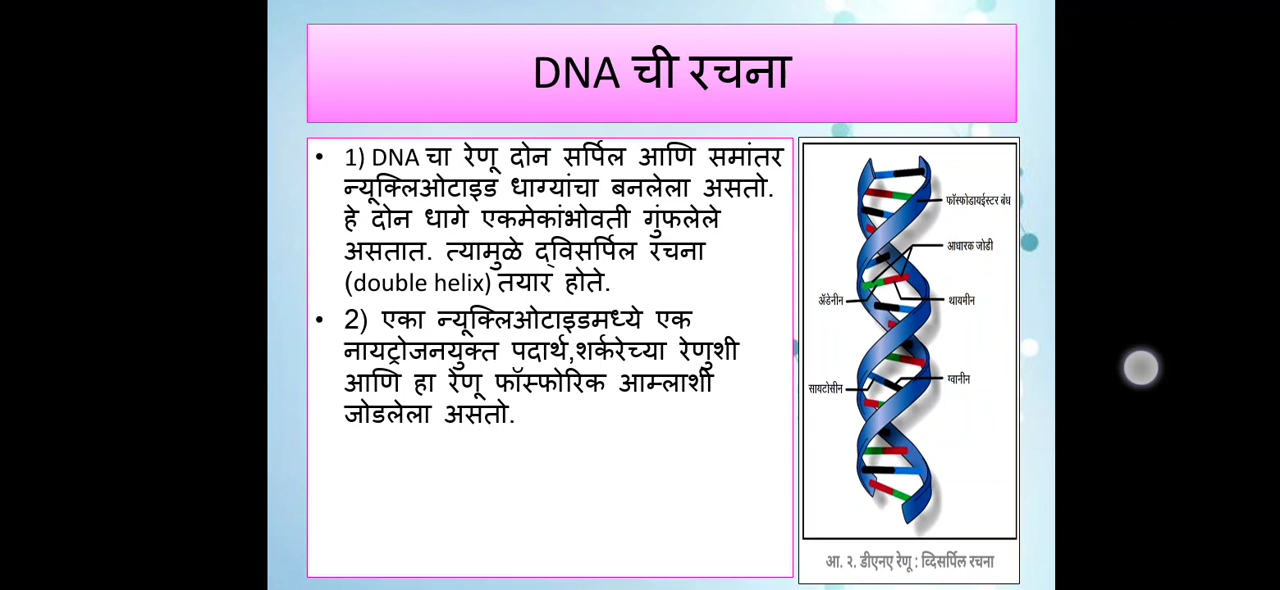 DNA ची रचना
• 1) DNA चा रेणू दोन सर्पिल आणि समांतर
न्यूक्लिओटाइड धाग्यांचा बनलेला असतो.
हे दोन धागे एकमेकांभोवती गुंफलेले
असतात. त्यामुळे द्विसर्पिल रचना
(double helix) तयार होते.
• 2) एका न्यूक्लिओटाइडमध्ये एक
नायट्रोजनयुक्त पदार्थ,शर्करेच्या रेणुशी
आणि हा रेणू फॉस्फोरिक आम्लाशी
जोडलेला असतो.
फॉस्फोडायईस्टर बंध
आधारक जोडी
ॲडेनीन
थायमीन
ग्वानीन
सायटोसीन
आ. २. डीएनए रेणू : व्दिसर्पिल रचना